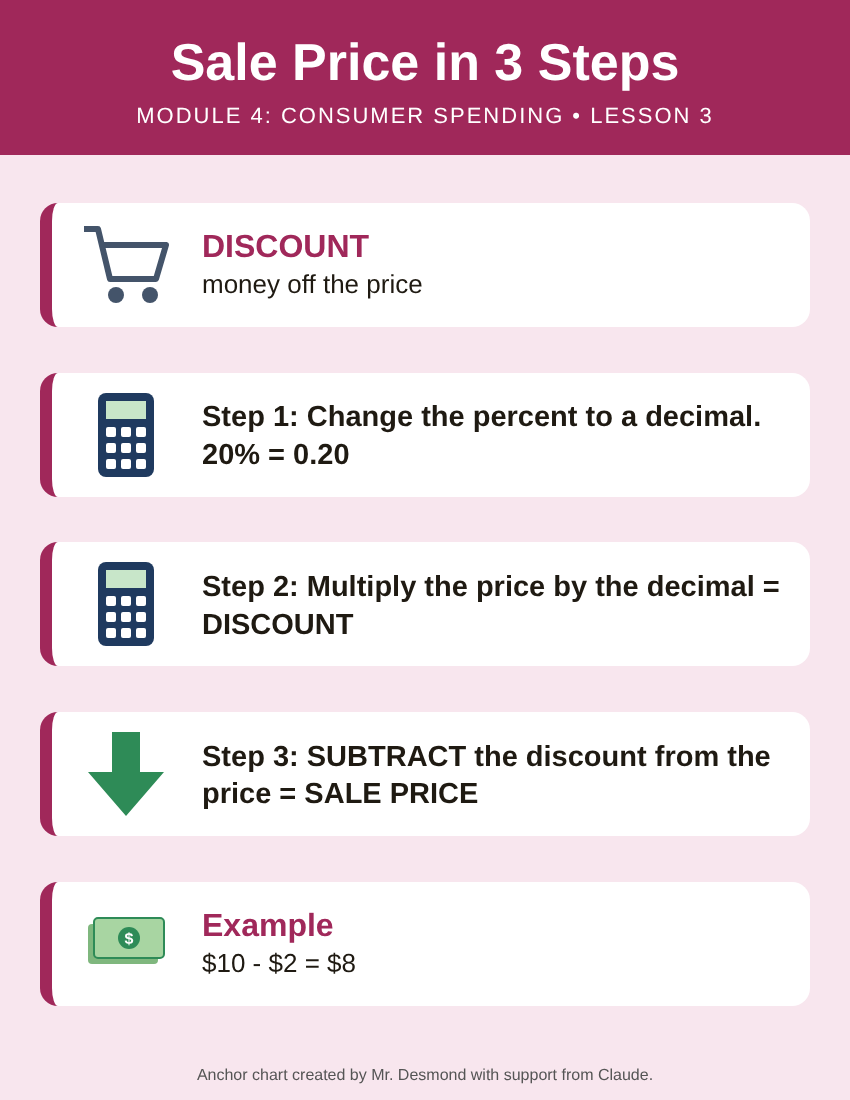 Sale Price in 3 Steps
MODULE 4: CONSUMER SPENDING • LESSON 3
DISCOUNT
money off the price
Step 1: Change the percent to a decimal.
20% = 0.20
Step 2: Multiply the price by the decimal =
DISCOUNT
Step 3: SUBTRACT the discount from the
price = SALE PRICE
$
Example
$10 - $2 = $8
Anchor chart created by Mr. Desmond with support from Claude.